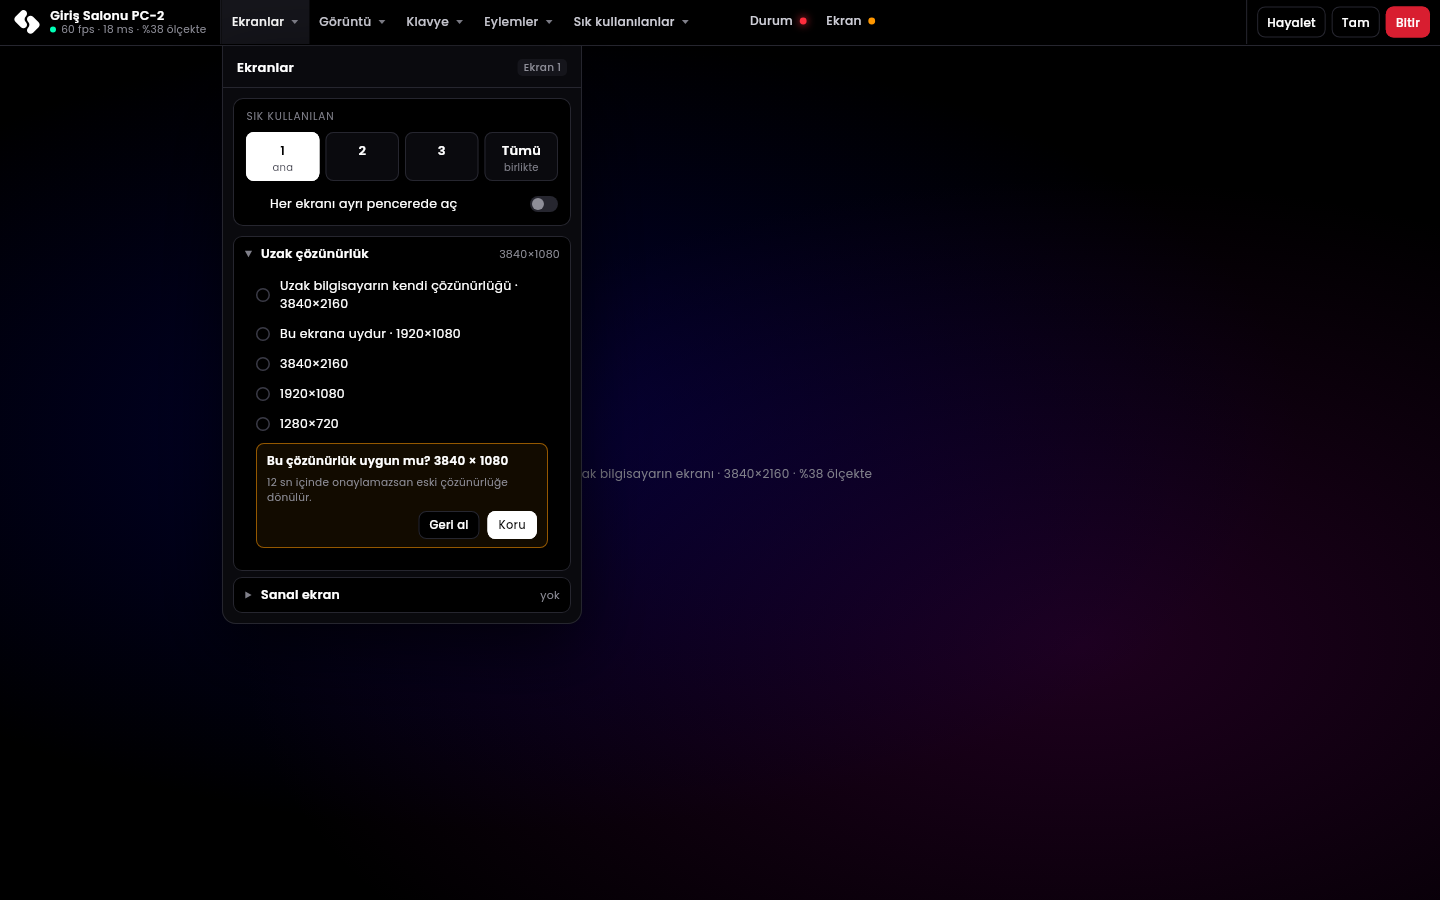 Giriş Salonu PC-2
60 fps · 18 ms · %38 ölçekte
Ekranlar
Görüntü
Klavye
Eylemler
Sık kullanılanlar
Durum
Ekran
Hayalet
Tam
Bitir
Ekranlar
Ekran 1
SIK KULLANILAN
1
ana
2
3
Tümü
birlikte
Her ekranı ayrı pencerede aç
Uzak çözünürlük
3840×1080
Uzak bilgisayarın kendi çözünürlüğü ·
3840×2160
Bu ekrana uydur · 1920×1080
3840×2160
1920×1080
1280×720
Bu çözünürlük uygun mu? 3840 × 1080
12 sn içinde onaylamazsan eski çözünürlüğe
dönülür.
Geri al
Koru
ak bilgisayarın ekranı · 3840×2160 · %38 ölçekte
Sanal ekran
yok